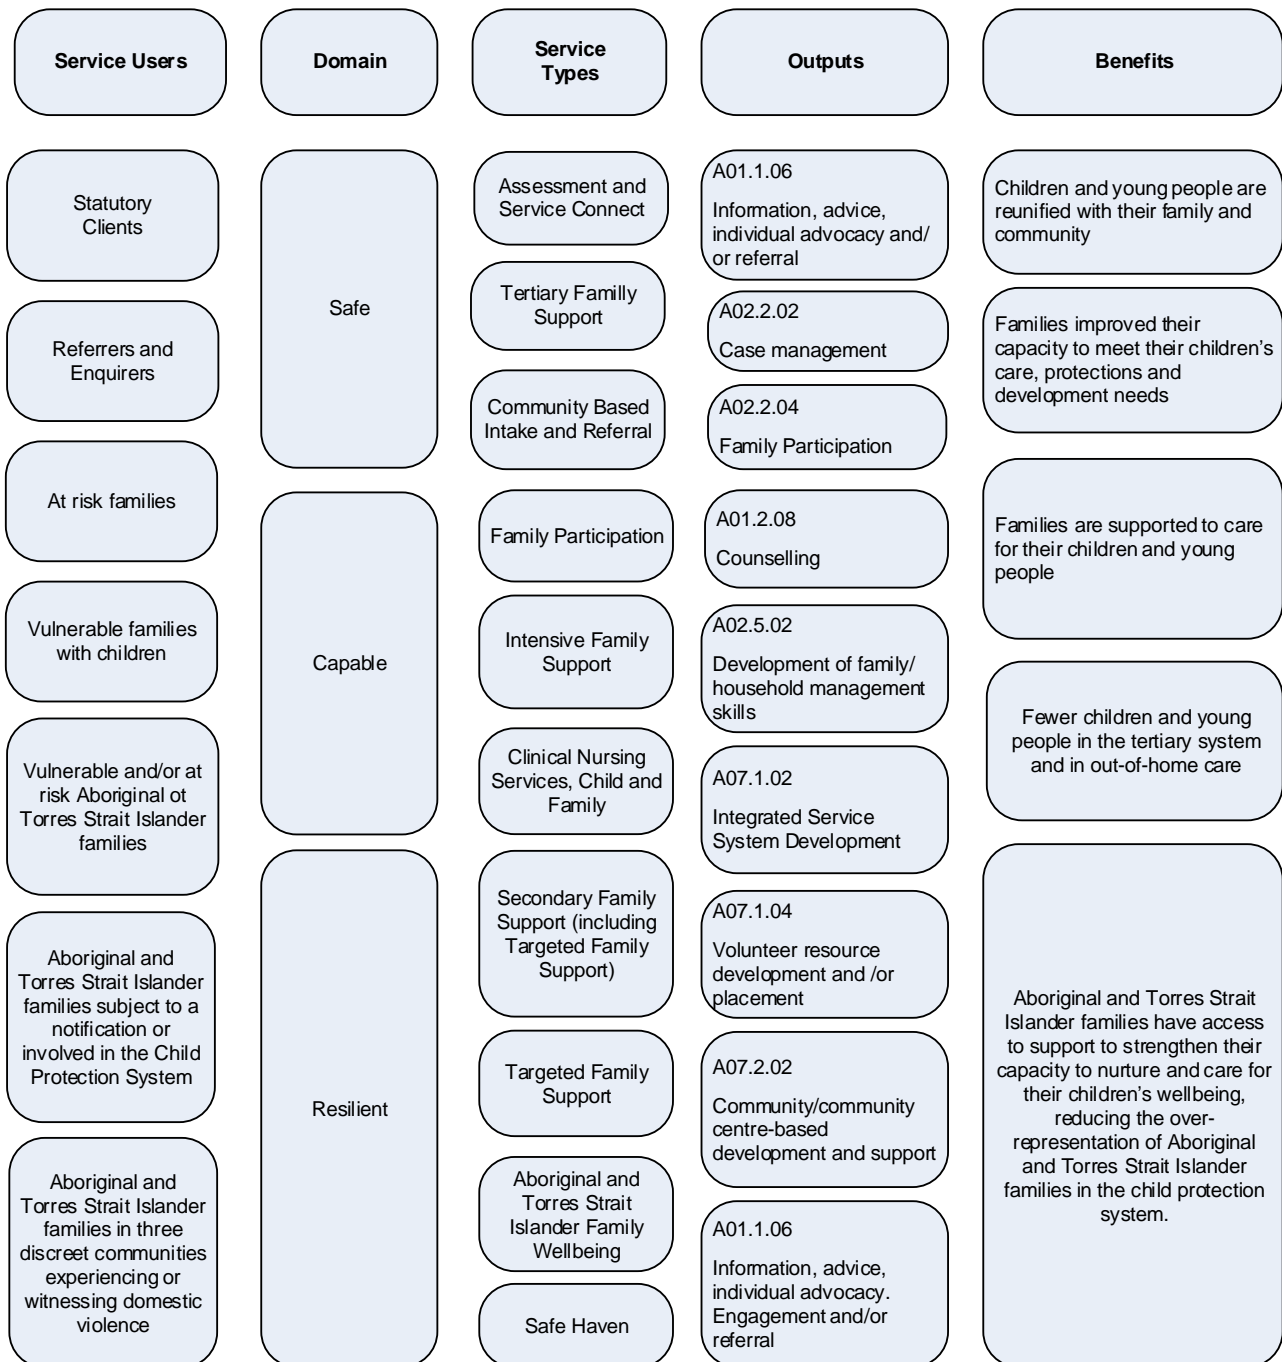 Service Users
Domain
Service
Types
Outputs
Benefits
Statutory
Clients
Referrers and
Enquirers
At risk families
Vulnerable families
with children
Vulnerable and/or at
risk Aboriginal ot
Torres Strait Islander
families
Aboriginal and
Torres Strait Islander
families subject to a
notification or
involved in the Child
Protection System
Aboriginal and
Torres Strait Islander
families in three
discreet communities
experiencing or
witnessing domestic
violence
Safe
Capable
Resilient
Assessment and
Service Connect
Tertiary Familly
Support
Community Based
Intake and Referral
Family Participation
Intensive Family
Support
Clinical Nursing
Services, Child and
Family
Secondary Family
Support (including
Targeted Family
Support)
Targeted Family
Support
Aboriginal and
Torres Strait
Islander Family
Wellbeing
Safe Haven
A01.1.06
Information, advice,
individual advocacy and/
or referral
A02.2.02
Case management
A02.2.04
Family Participation
A01.2.08
Counselling
A02.5.02
Development of family/
household management
skills
A07.1.02
Integrated Service
System Development
A07.1.04
Volunteer resource
development and /or
placement
A07.2.02
Community/community
centre-based
development and support
A01.1.06
Information, advice,
individual advocacy.
Engagement and/or
referral
Children and young people are
reunified with their family and
community
Families improved their
capacity to meet their children's
care, protections and
development needs
Families are supported to care
for their children and young
people
Fewer children and young
people in the tertiary system
and in out-of-home care
Aboriginal and Torres Strait
Islander families have access
to support to strengthen their
capacity to nurture and care for
their children's wellbeing,
reducing the over-
representation of Aboriginal
and Torres Strait Islander
families in the child protection
system.